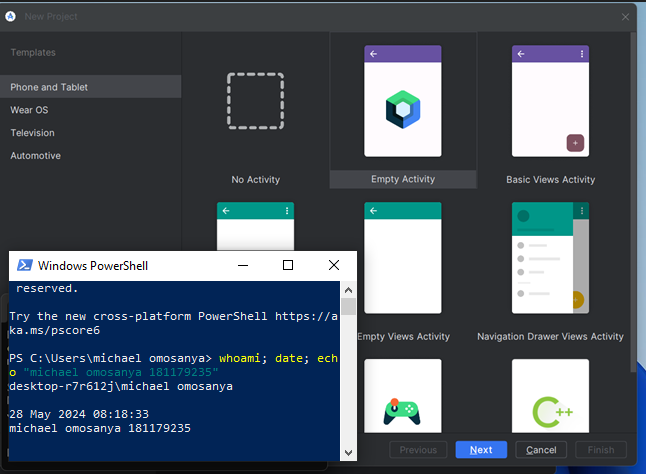 New Project
Templates
Phone and Tablet
Wear OS
Television
Automotive
No Activity
Empty Activity
Basic Views Activity
Empty Views Activity
Navigation Drawer Views Activity
C++
Previous
Next
Cancel
Finish
Windows PowerShell
reserved.
Try the new cross-platform PowerShell https://a
ka.ms/pscore6
PS C:\Users\michael omosanya> whoami; date; ech
o "michael omosanya 181179235"
desktop-r7r612j\michael omosanya
28 May 2024 08:18:33
michael omosanya 181179235